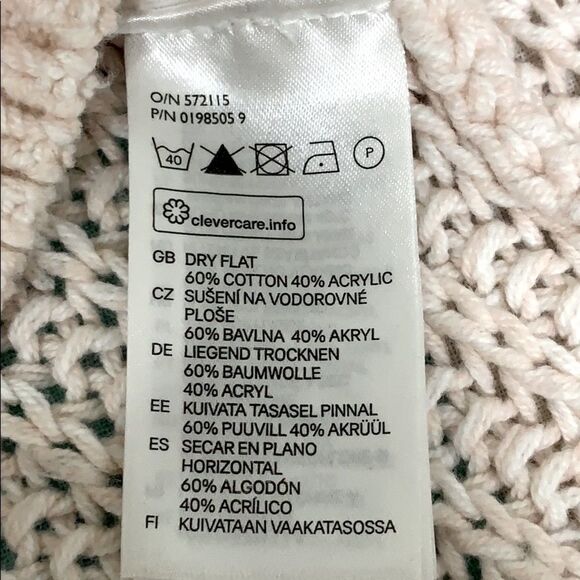 O/N 572115
P/N 0198505 9
40 P
clevercare.info
GB DRY FLAT
60% COTTON 40% ACRYLIC
CZ SUŠENÍ NA VODOROVNÉ
PLOŠE
60% BAVLNA 40% AKRYL
DE LIEGEND TROCKNEN
60% BAUMWOLLE
40% ACRYL
EE KUIVATA TASASEL PINNAL
60% PUUVILL 40% AKRÜÜL
ES SECAR EN PLANO
HORIZONTAL
60% ALGODÓN
40% ACRÍLICO
FI KUIVATAAN VAAKATASOSSA